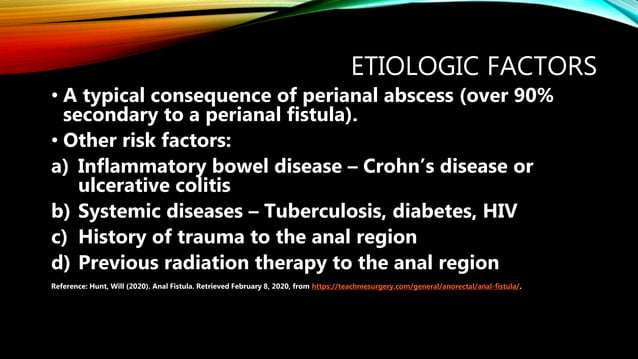 ETIOLOGIC FACTORS
• A typical consequence of perianal abscess (over 90%
secondary to a perianal fistula).
• Other risk factors:
a) Inflammatory bowel disease – Crohn's disease or
ulcerative colitis
b) Systemic diseases – Tuberculosis, diabetes, HIV
c) History of trauma to the anal region
d) Previous radiation therapy to the anal region
Reference: Hunt, Will (2020). Anal Fistula. Retrieved February 8, 2020, from https://teachmesurgery.com/general/anorectal/anal-fistula/.